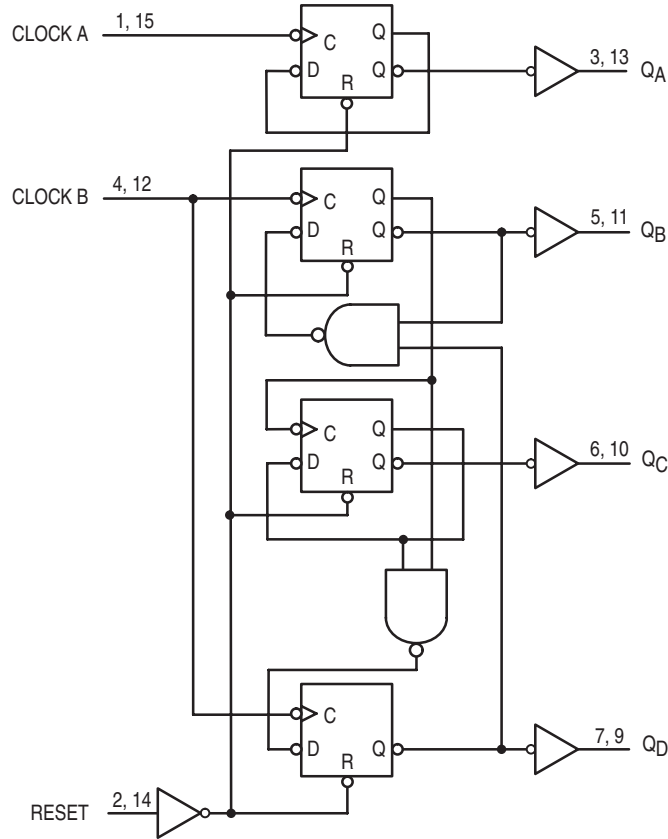 CLOCK A 1, 15 C Q
D Q 3, 13 QA
R
CLOCK B 4, 12 C Q
D Q 5, 11 QB
R
C Q
D Q 6, 10 QC
R
C
D Q 7, 9 QD
R
RESET 2, 14